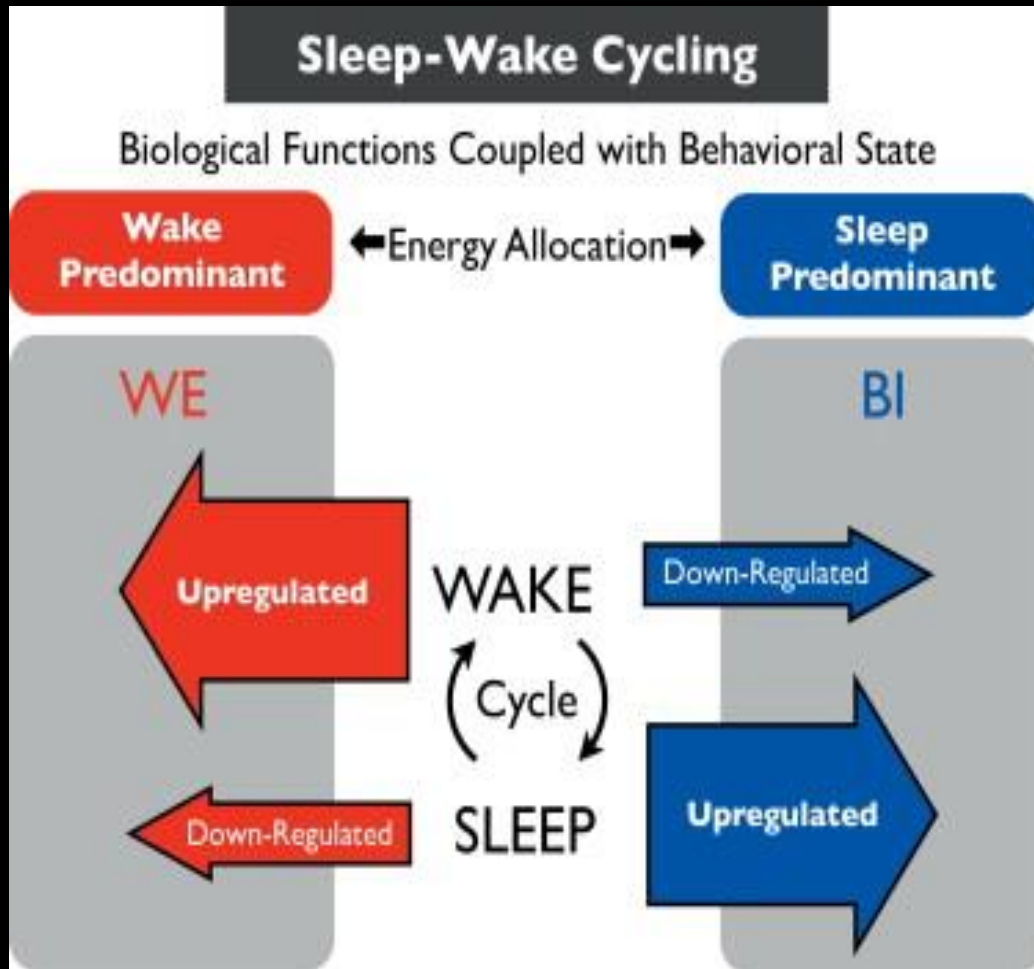 Sleep-Wake Cycling
Biological Functions Coupled with Behavioral State
Wake
Predominant
Energy Allocation
Sleep
Predominant
WE
BI
Upregulated
WAKE
Down-Regulated
Cycle
Down-Regulated
SLEEP
Upregulated